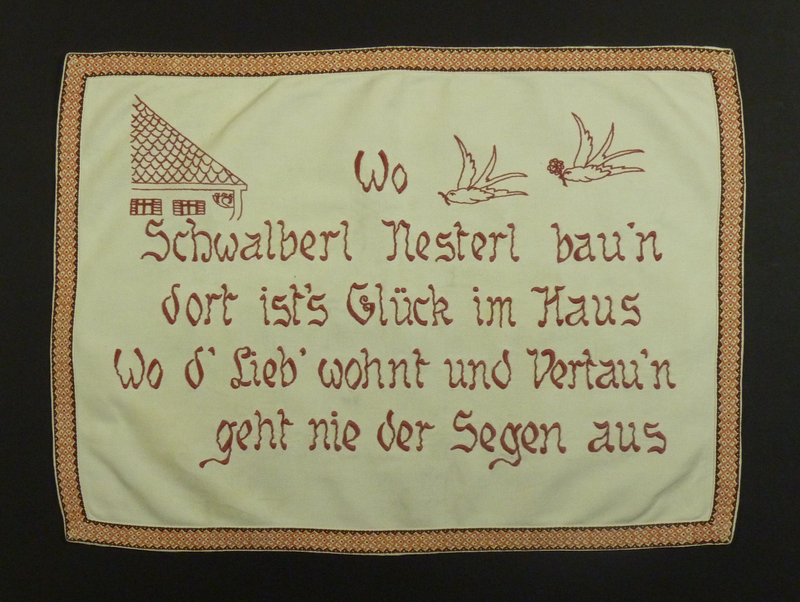 Wo
Schwalberl Nesterl bau'n
dort ist's Glück im Haus
Wo d' Lieb' wohnt und Vertau'n
geht nie der Segen aus